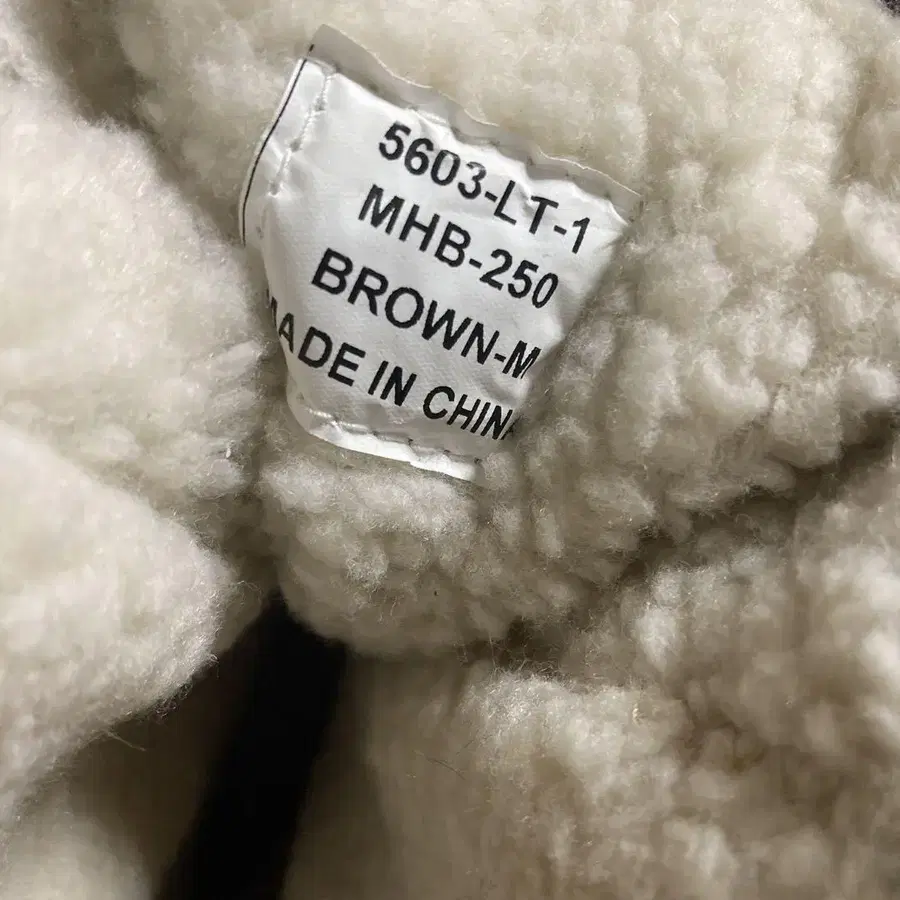 5603-LT-1
MHB-250
BROWN-M
MADE IN CHINA